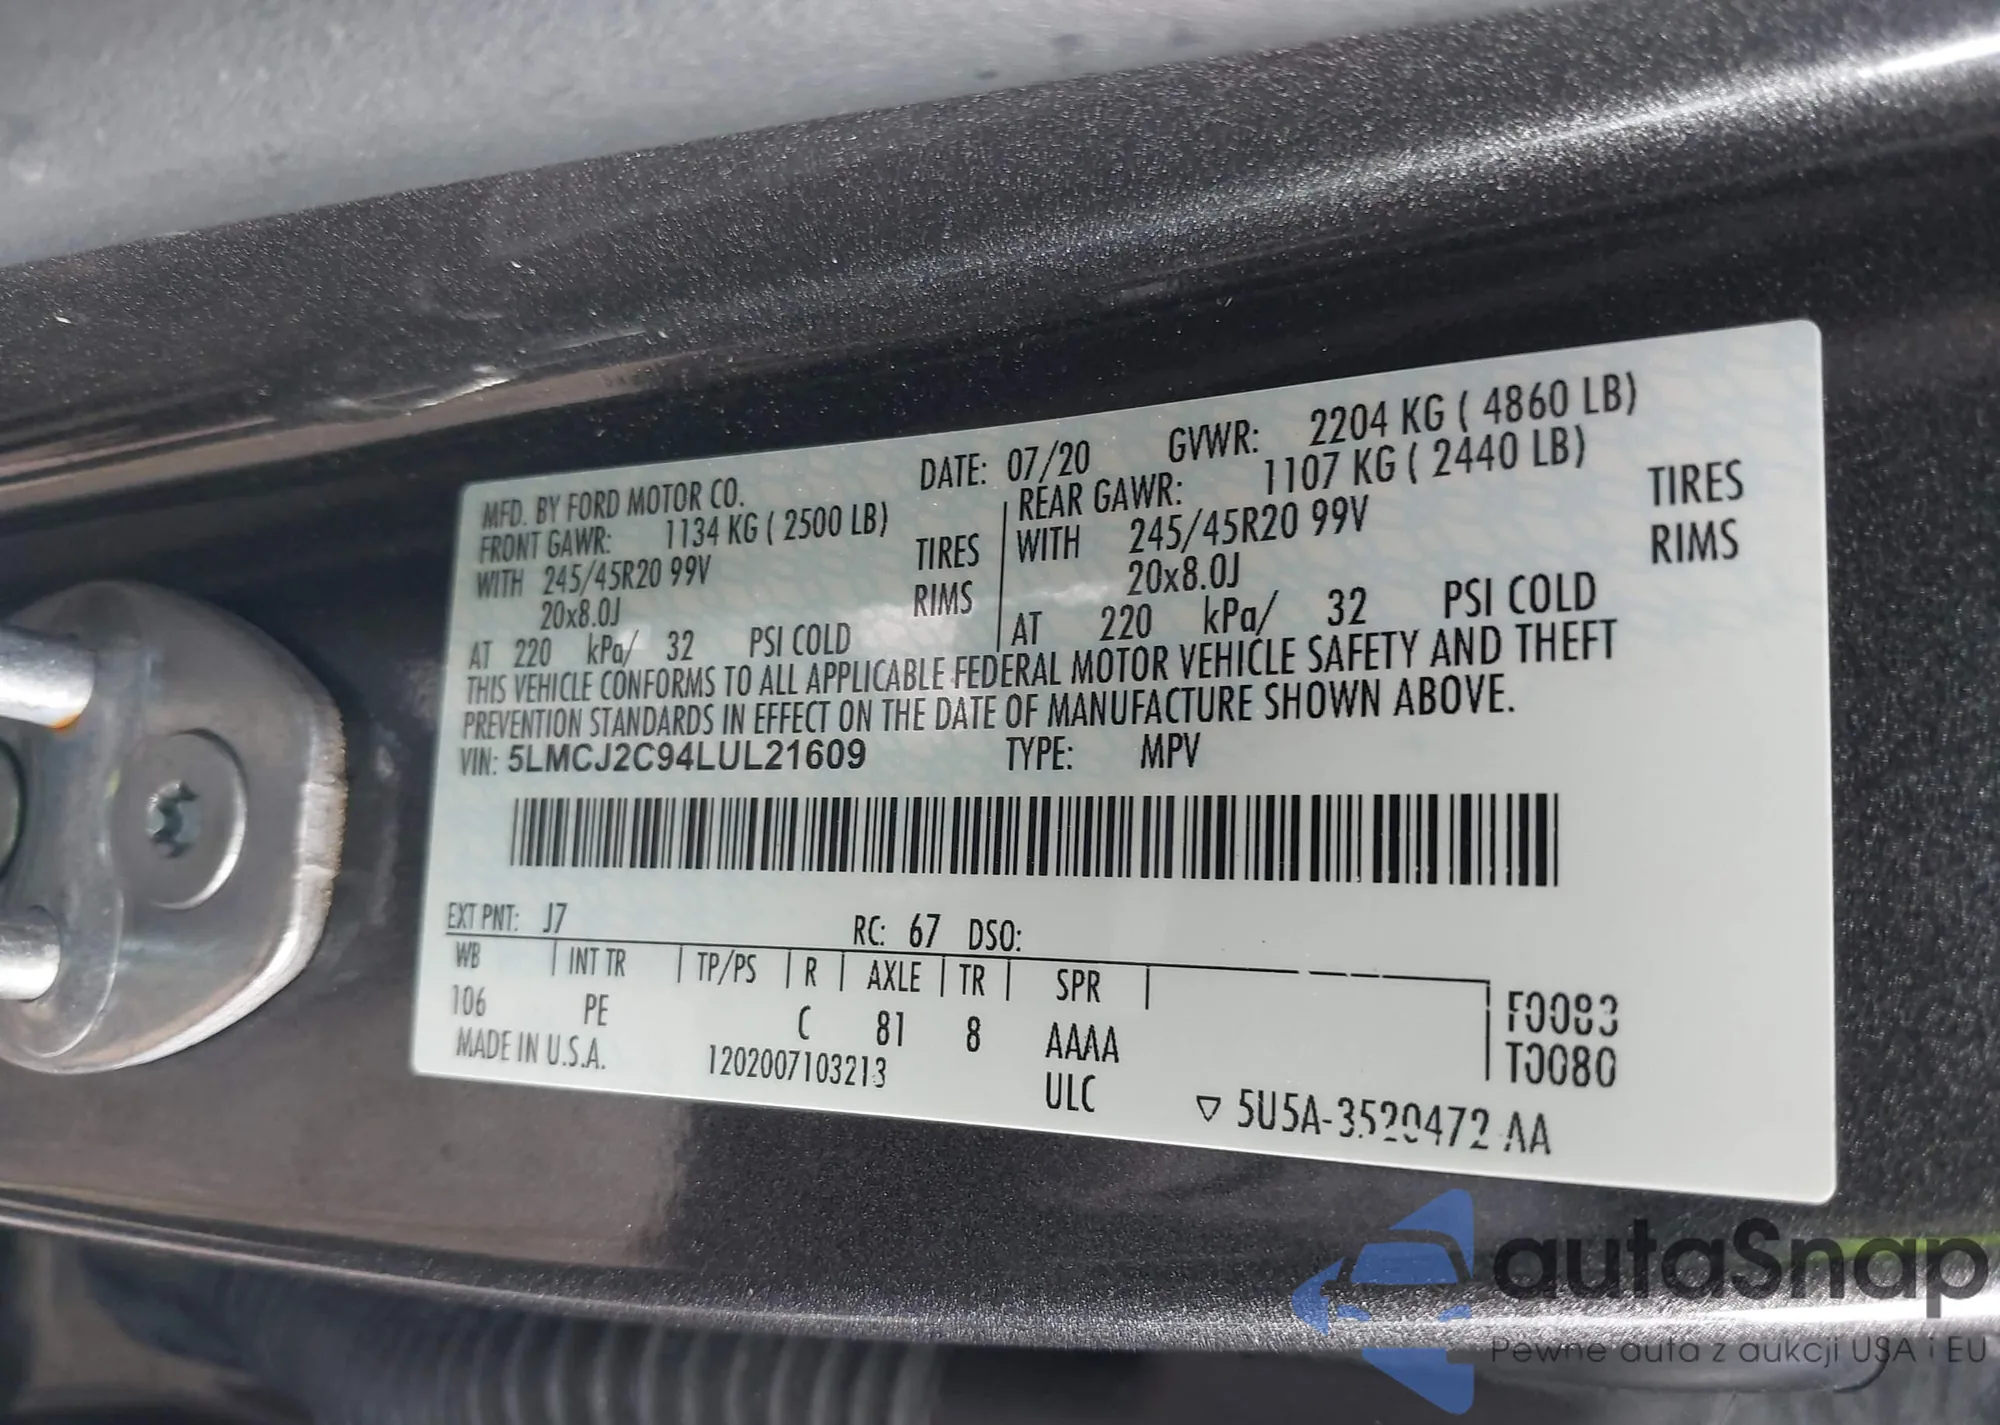 MFD. BY FORD MOTOR CO. DATE: 07/20 GVWR: 2204 KG ( 4860 LB)
FRONT GAWR: 1134 KG ( 2500 LB) REAR GAWR: 1107 KG ( 2440 LB)
WITH 245/45R20 99V TIRES WITH 245/45R20 99V TIRES
20x8.0J RIMS 20x8.0J RIMS
AT 220 kPa/ 32 PSI COLD AT 220 kPa/ 32 PSI COLD
THIS VEHICLE CONFORMS TO ALL APPLICABLE FEDERAL MOTOR VEHICLE SAFETY AND THEFT
PREVENTION STANDARDS IN EFFECT ON THE DATE OF MANUFACTURE SHOWN ABOVE.
VIN: 5LMCJ2C94LUL21609 TYPE: MPV
EXT PNT: J7 RC: 67 DSO:
WB INT TR TP/PS R AXLE TR SPR
106 PE C 81 8 AAAA F0083
MADE IN U.S.A. 1202007103213 ULC T0080
▽ 5U5A-3520472 AA
autaSnap
Pewne auta z aukcji USA i EU